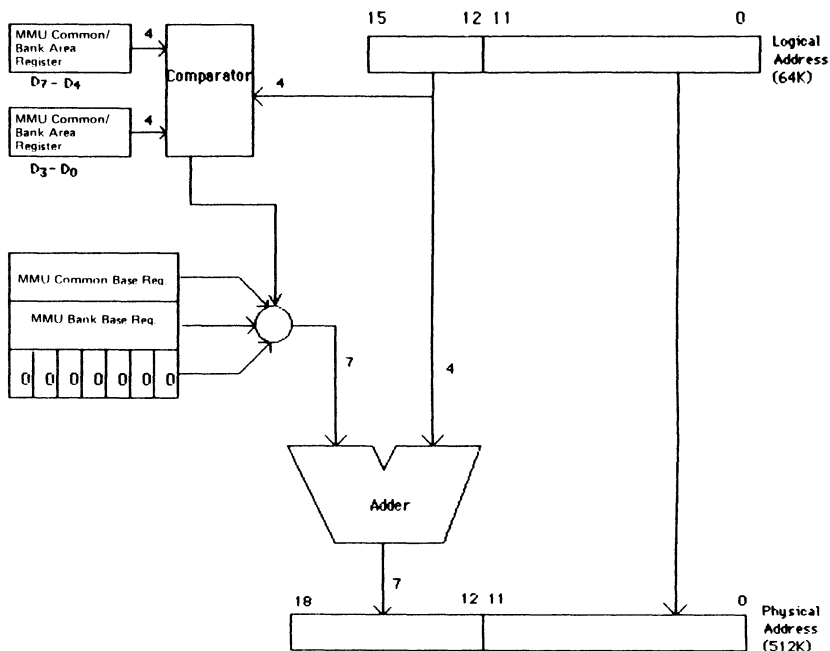 15 12 11 0
Logical
Address
(64K)
MMU Common/
Bank Area
Register
4
D7 - D4
Comparator
4
MMU Common/
Bank Area
Register
4
D3 - D0
MMU Common Base Reg.
MMU Bank Base Reg.
0 0 0 0 0 0 0
7
4
Adder
7
18 12 11 0
Physical
Address
(512K)